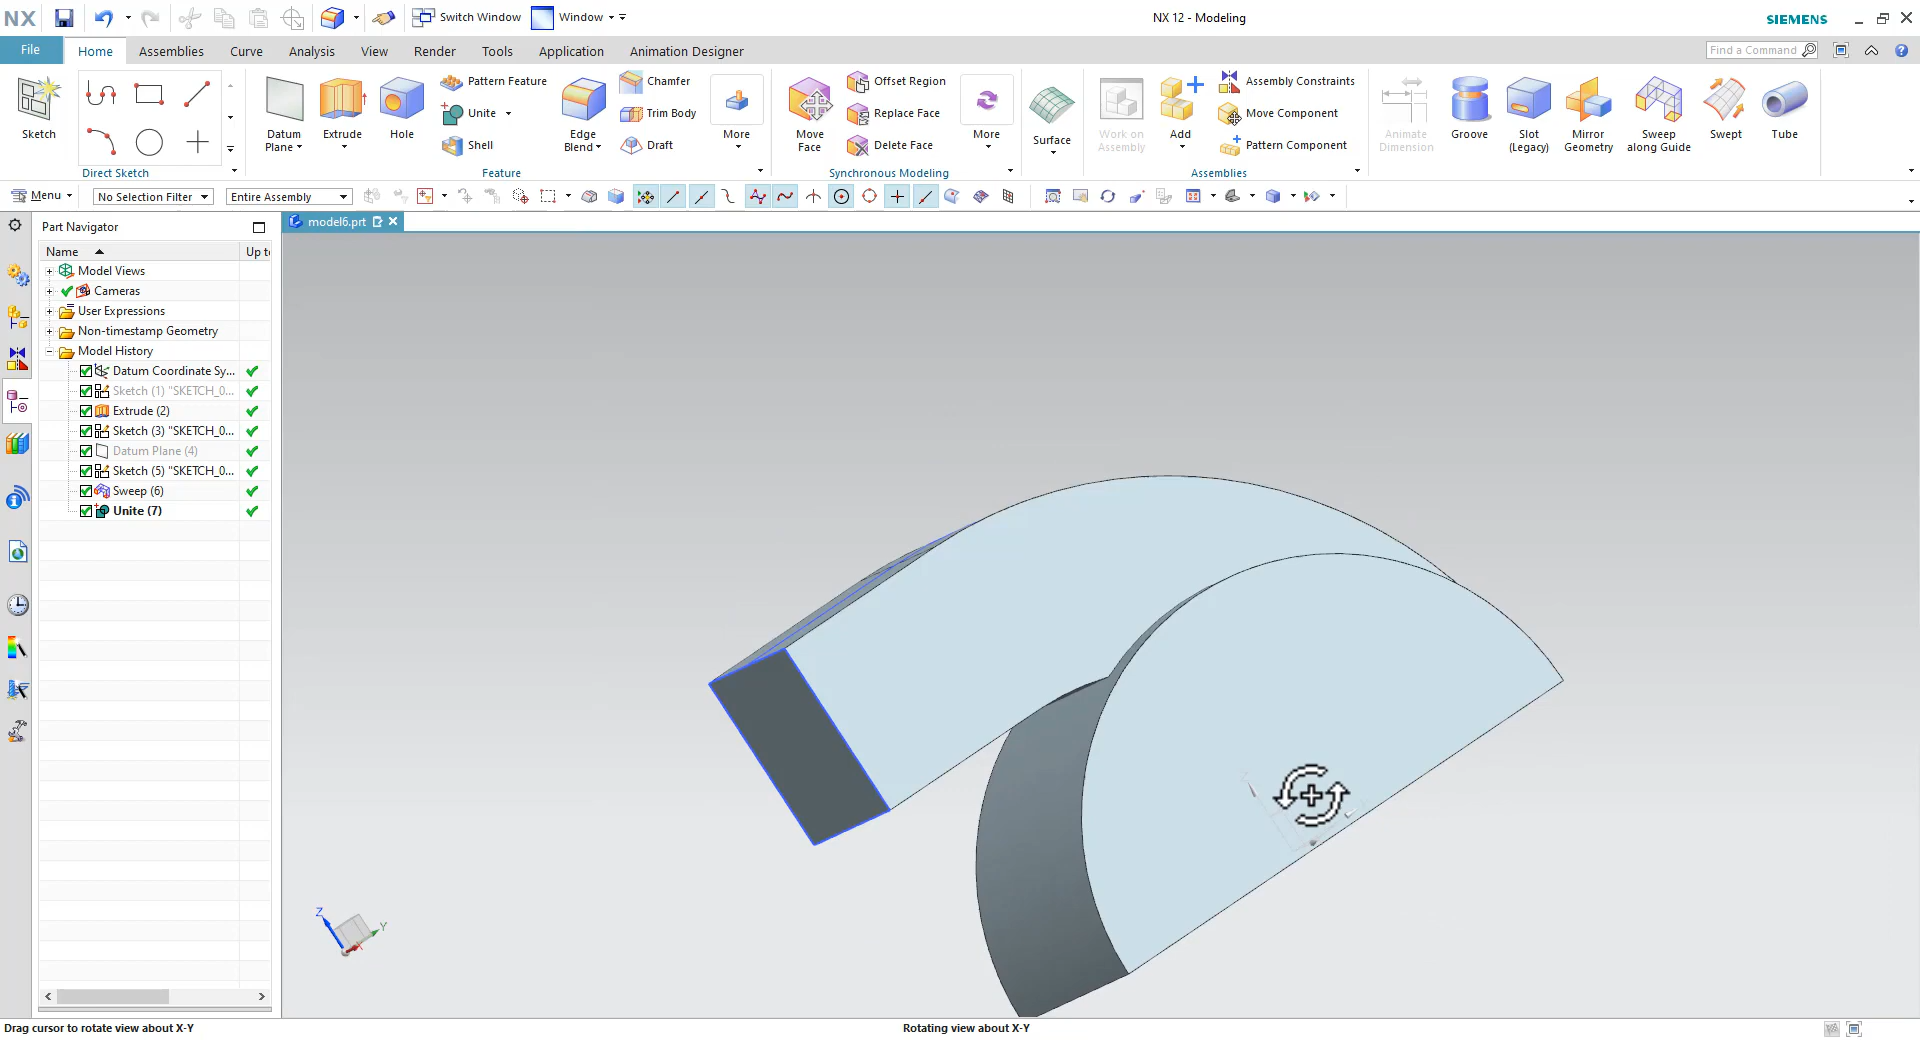 NX
Switch Window
Window
NX 12 - Modeling
SIEMENS
File
Home
Assemblies
Curve
Analysis
View
Render
Tools
Application
Animation Designer
Find a Command
Sketch
Direct Sketch
Datum
Plane
Extrude
Hole
Pattern Feature
Unite
Shell
Edge
Blend
Chamfer
Trim Body
Draft
More
Feature
Move
Face
Offset Region
Replace Face
Delete Face
More
Synchronous Modeling
Surface
Work on
Assembly
Add
Assembly Constraints
Move Component
Pattern Component
Assemblies
Animate
Dimension
Groove
Slot
(Legacy)
Mirror
Geometry
Sweep
along Guide
Swept
Tube
Menu
No Selection Filter
Entire Assembly
Part Navigator
model6.prt
Name
Up t
Model Views
Cameras
User Expressions
Non-timestamp Geometry
Model History
Datum Coordinate Sy...
Sketch (1) "SKETCH_0...
Extrude (2)
Sketch (3) "SKETCH_0...
Datum Plane (4)
Sketch (5) "SKETCH_0...
Sweep (6)
Unite (7)
Z
Y
Drag cursor to rotate view about X-Y
Rotating view about X-Y